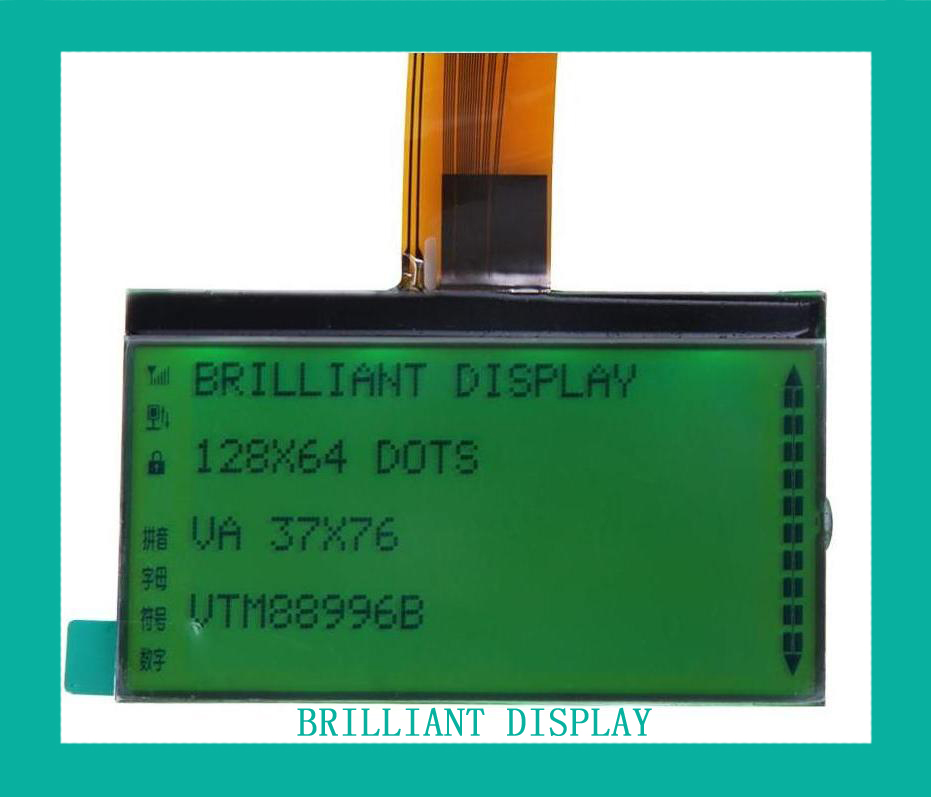 BRILLIANT DISPLAY
128X64 DOTS
拼音
VA 37X76
字母
符号
VTM88996B
数字
BRILLIANT DISPLAY